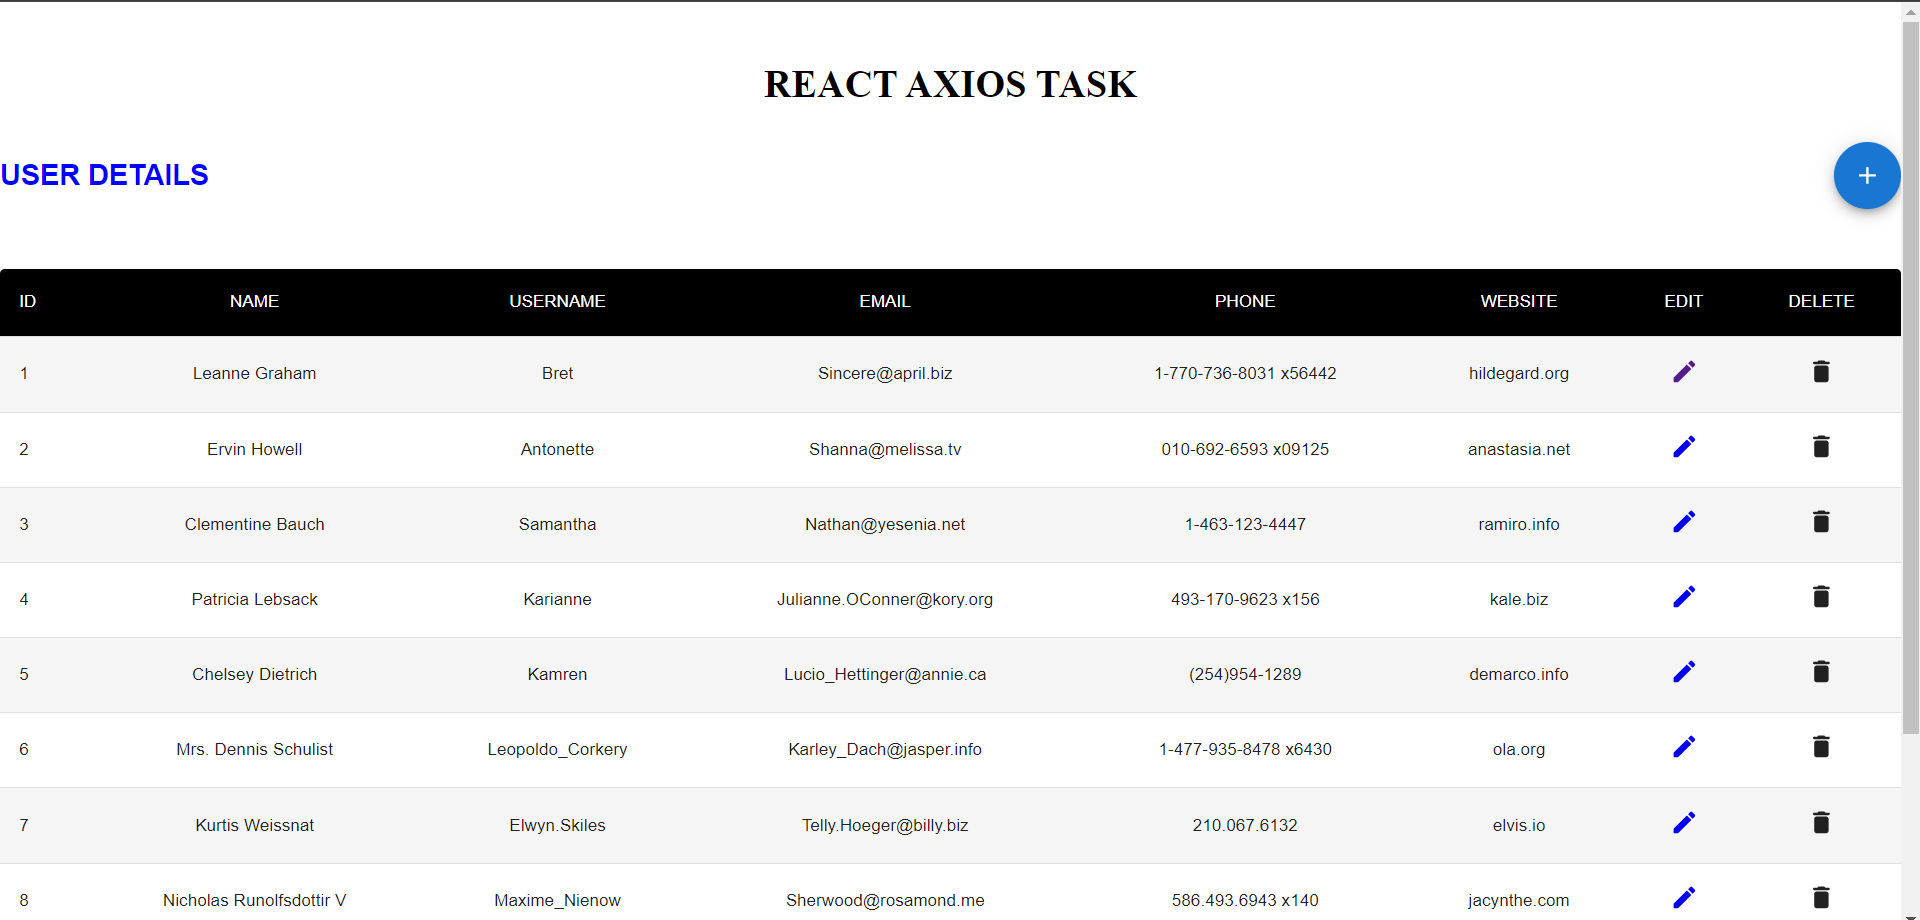 REACT AXIOS TASK
USER DETAILS
+
ID NAME USERNAME EMAIL PHONE WEBSITE EDIT DELETE
1 Leanne Graham Bret Sincere@april.biz 1-770-736-8031 x56442 hildegard.org
2 Ervin Howell Antonette Shanna@melissa.tv 010-692-6593 x09125 anastasia.net
3 Clementine Bauch Samantha Nathan@yesenia.net 1-463-123-4447 ramiro.info
4 Patricia Lebsack Karianne Julianne.OConner@kory.org 493-170-9623 x156 kale.biz
5 Chelsey Dietrich Kamren Lucio_Hettinger@annie.ca (254)954-1289 demarco.info
6 Mrs. Dennis Schulist Leopoldo_Corkery Karley_Dach@jasper.info 1-477-935-8478 x6430 ola.org
7 Kurtis Weissnat Elwyn.Skiles Telly.Hoeger@billy.biz 210.067.6132 elvis.io
8 Nicholas Runolfsdottir V Maxime_Nienow Sherwood@rosamond.me 586.493.6943 x140 jacynthe.com